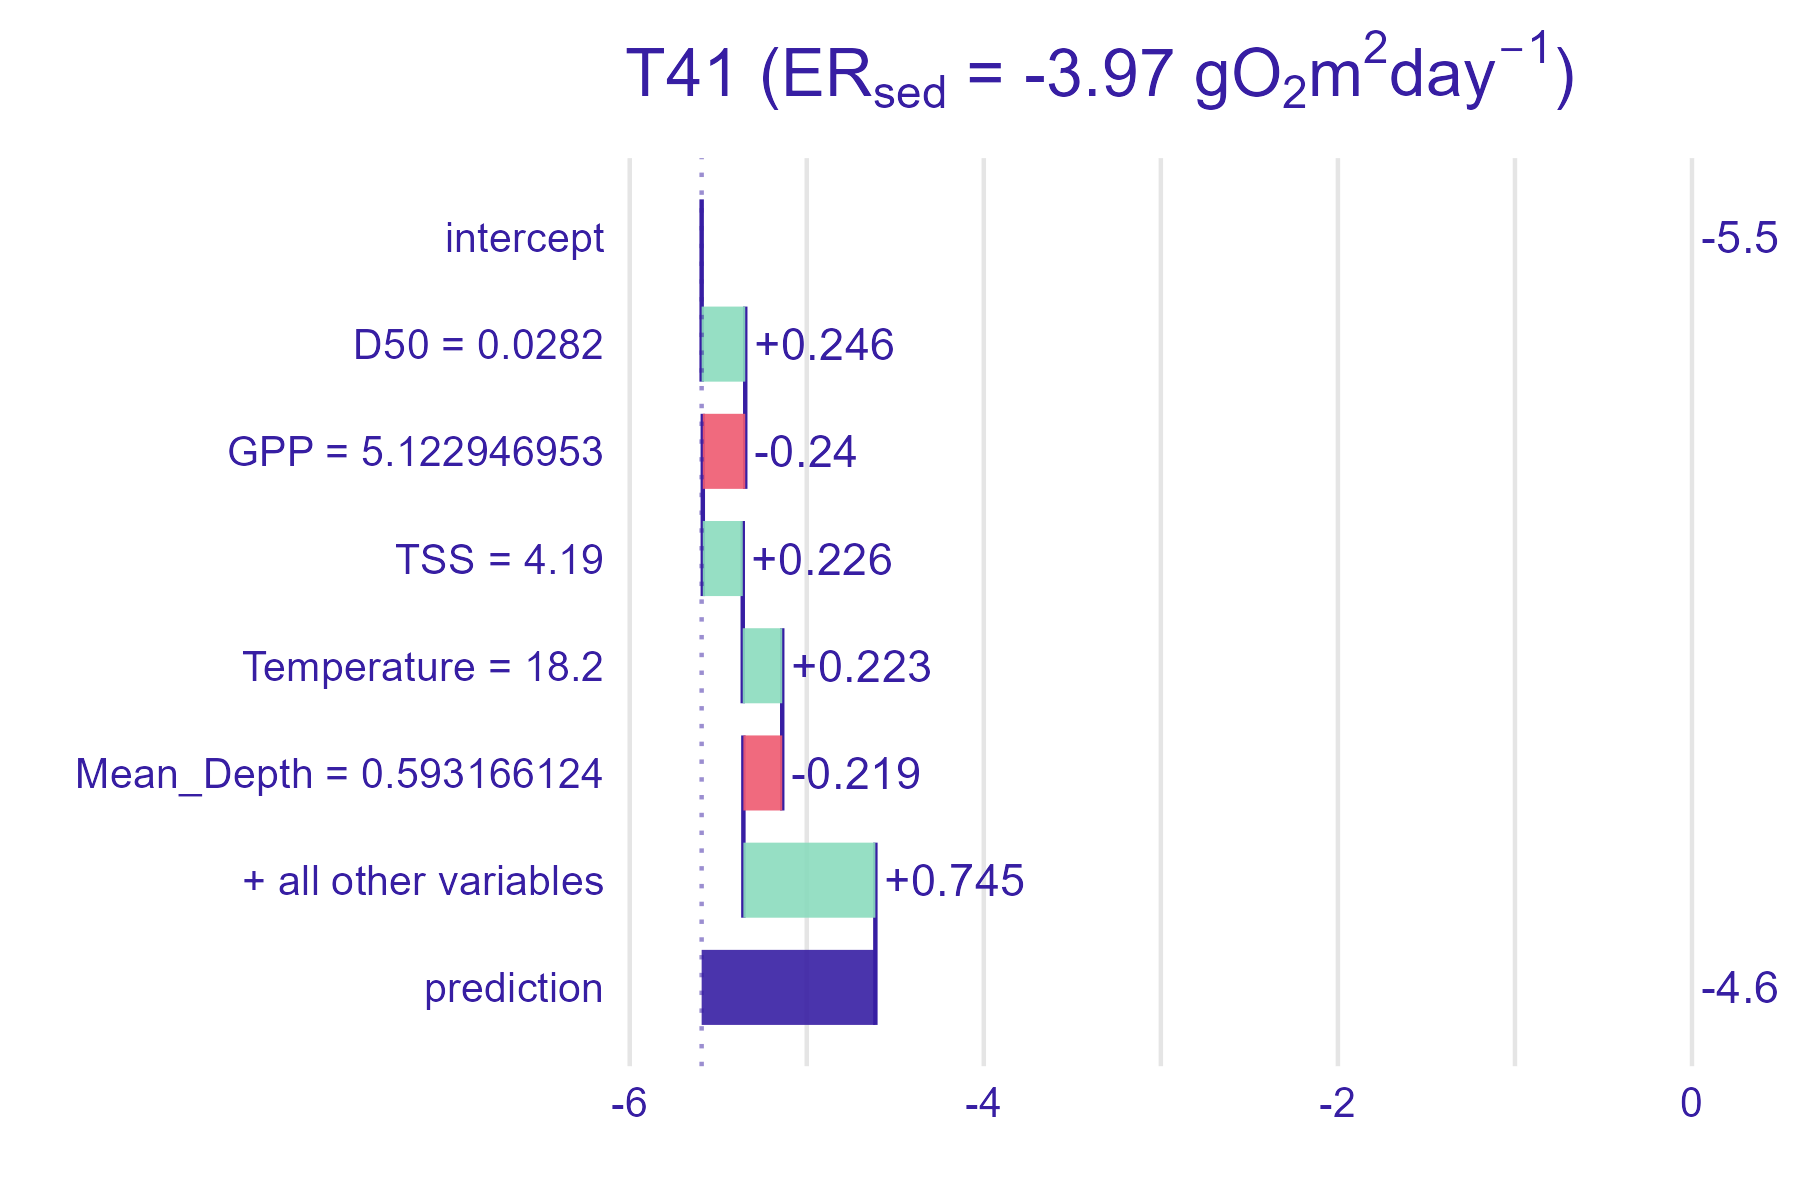 T41 (ERsed = -3.97 gO2m2day−1)
intercept -5.5
D50 = 0.0282 +0.246
GPP = 5.122946953 -0.24
TSS = 4.19 +0.226
Temperature = 18.2 +0.223
Mean_Depth = 0.593166124 -0.219
+ all other variables +0.745
prediction -4.6
-6 -4 -2 0